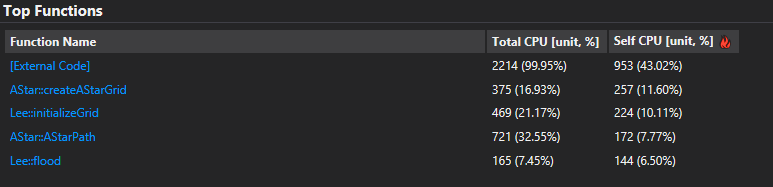 Top Functions
Function Name Total CPU [unit, %] Self CPU [unit, %]
[External Code] 2214 (99.95%) 953 (43.02%)
AStar::createAStarGrid 375 (16.93%) 257 (11.60%)
Lee::initializeGrid 469 (21.17%) 224 (10.11%)
AStar::AStarPath 721 (32.55%) 172 (7.77%)
Lee::flood 165 (7.45%) 144 (6.50%)